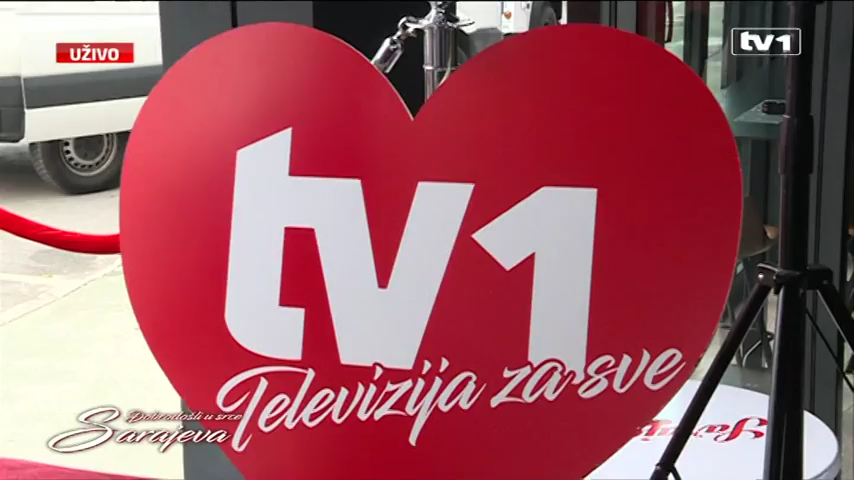 UŽIVO
tv1
tv1
Televizija za sve
Dobrodošli u srce
Sarajeva